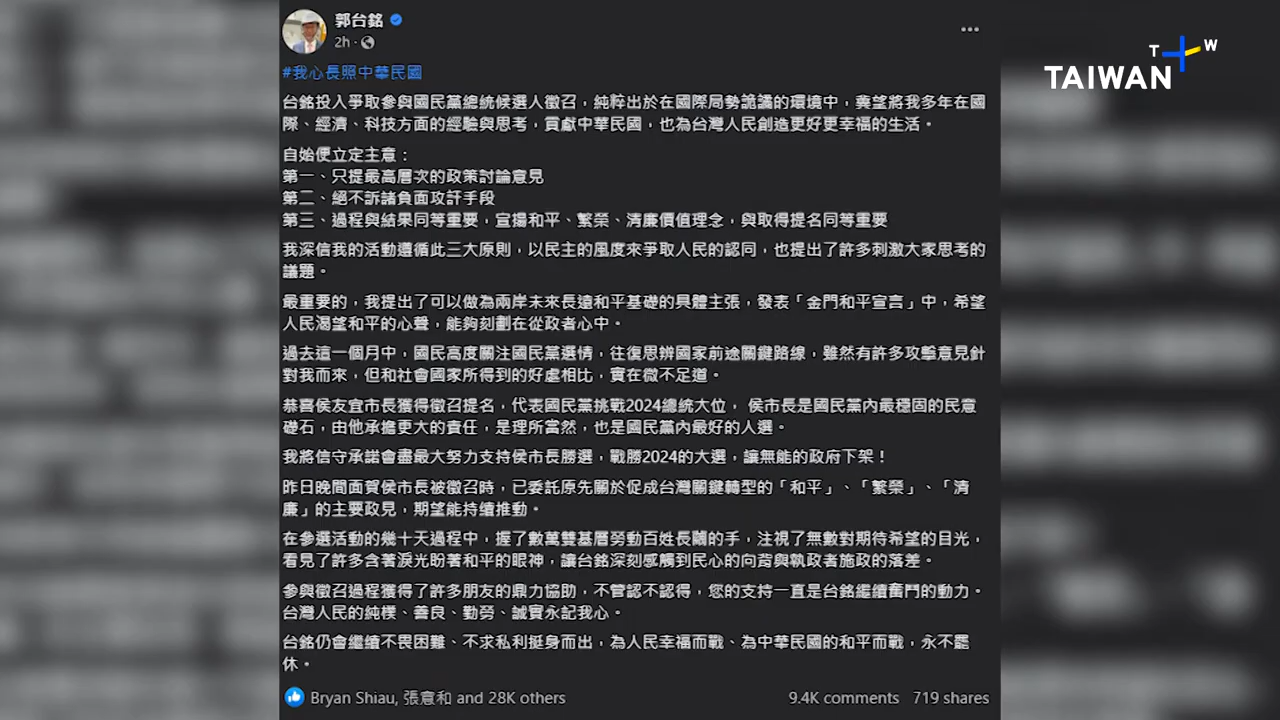 郭台銘
2h
T W
TAIWAN
#我心長照中華民國
台銘投入爭取參與國民黨總統候選人徵召，純粹出於在國際局勢詭譎的環境中，冀望將我多年在國
際、經濟、科技方面的經驗與思考，貢獻中華民國，也為台灣人民創造更好更幸福的生活。
自始便立定主意：
第一、只提最高層次的政策討論意見
第二、絕不訴諸負面攻訐手段
第三、過程與結果同等重要，宣揚和平、繁榮、清廉價值理念，與取得提名同等重要
我深信我的活動遵循此三大原則，以民主的風度來爭取人民的認同，也提出了許多刺激大家思考的
議題。
最重要的，我提出了可以做為兩岸未來長遠和平基礎的具體主張，發表「金門和平宣言」中，希望
人民渴望和平的心聲，能夠刻劃在從政者心中。
過去這一個月中，國民高度關注國民黨選情，往復思辨國家前途關鍵路線，雖然有許多攻擊意見針
對我而來，但和社會國家所得到的好處相比，實在微不足道。
恭喜侯友宜市長獲得徵召提名，代表國民黨挑戰2024總統大位， 侯市長是國民黨內最穩固的民意
礎石，由他承擔更大的責任，是理所當然，也是國民黨內最好的人選。
我將信守承諾會盡最大努力支持侯市長勝選，戰勝2024的大選，讓無能的政府下架！
昨日晚間面賀侯市長被徵召時，已委託原先關於促成台灣關鍵轉型的「和平」、「繁榮」、「清
廉」的主要政見，期望能持續推動。
在參選活動的幾十天過程中，握了數萬雙基層勞動百姓長繭的手，注視了無數對期待希望的目光，
看見了許多含著淚光盼著和平的眼神，讓台銘深刻感觸到民心的向背與執政者施政的落差。
參與徵召過程獲得了許多朋友的鼎力協助，不管認不認得，您的支持一直是台銘繼續奮鬥的動力。
台灣人民的純樸、善良、勤勞、誠實永記我心。
台銘仍會繼續不畏困難、不求私利挺身而出，為人民幸福而戰、為中華民國的和平而戰，永不罷
休。
Bryan Shiau, 張意和 and 28K others
9.4K comments 719 shares